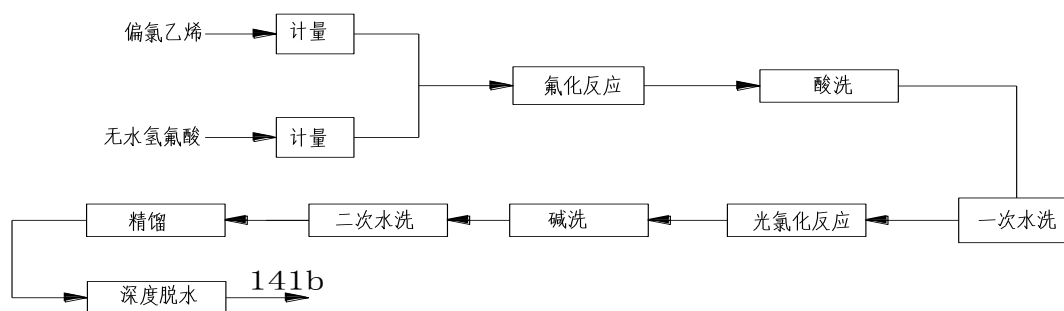 偏氯乙烯
计量
氟化反应
酸洗
无水氢氟酸
计量
一次水洗
光氯化反应
碱洗
二次水洗
精馏
深度脱水
141b